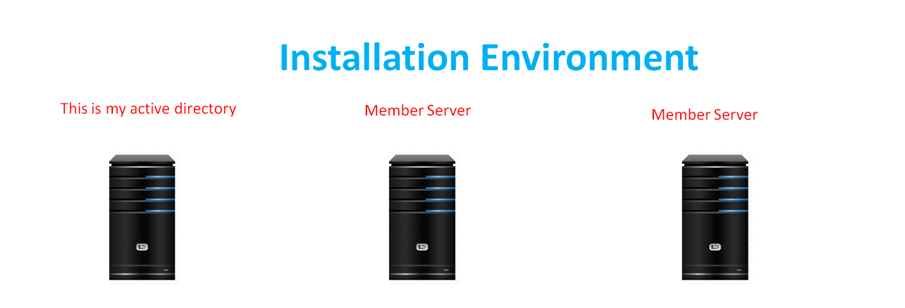 Installation Environment
This is my active directory
Member Server
Member Server